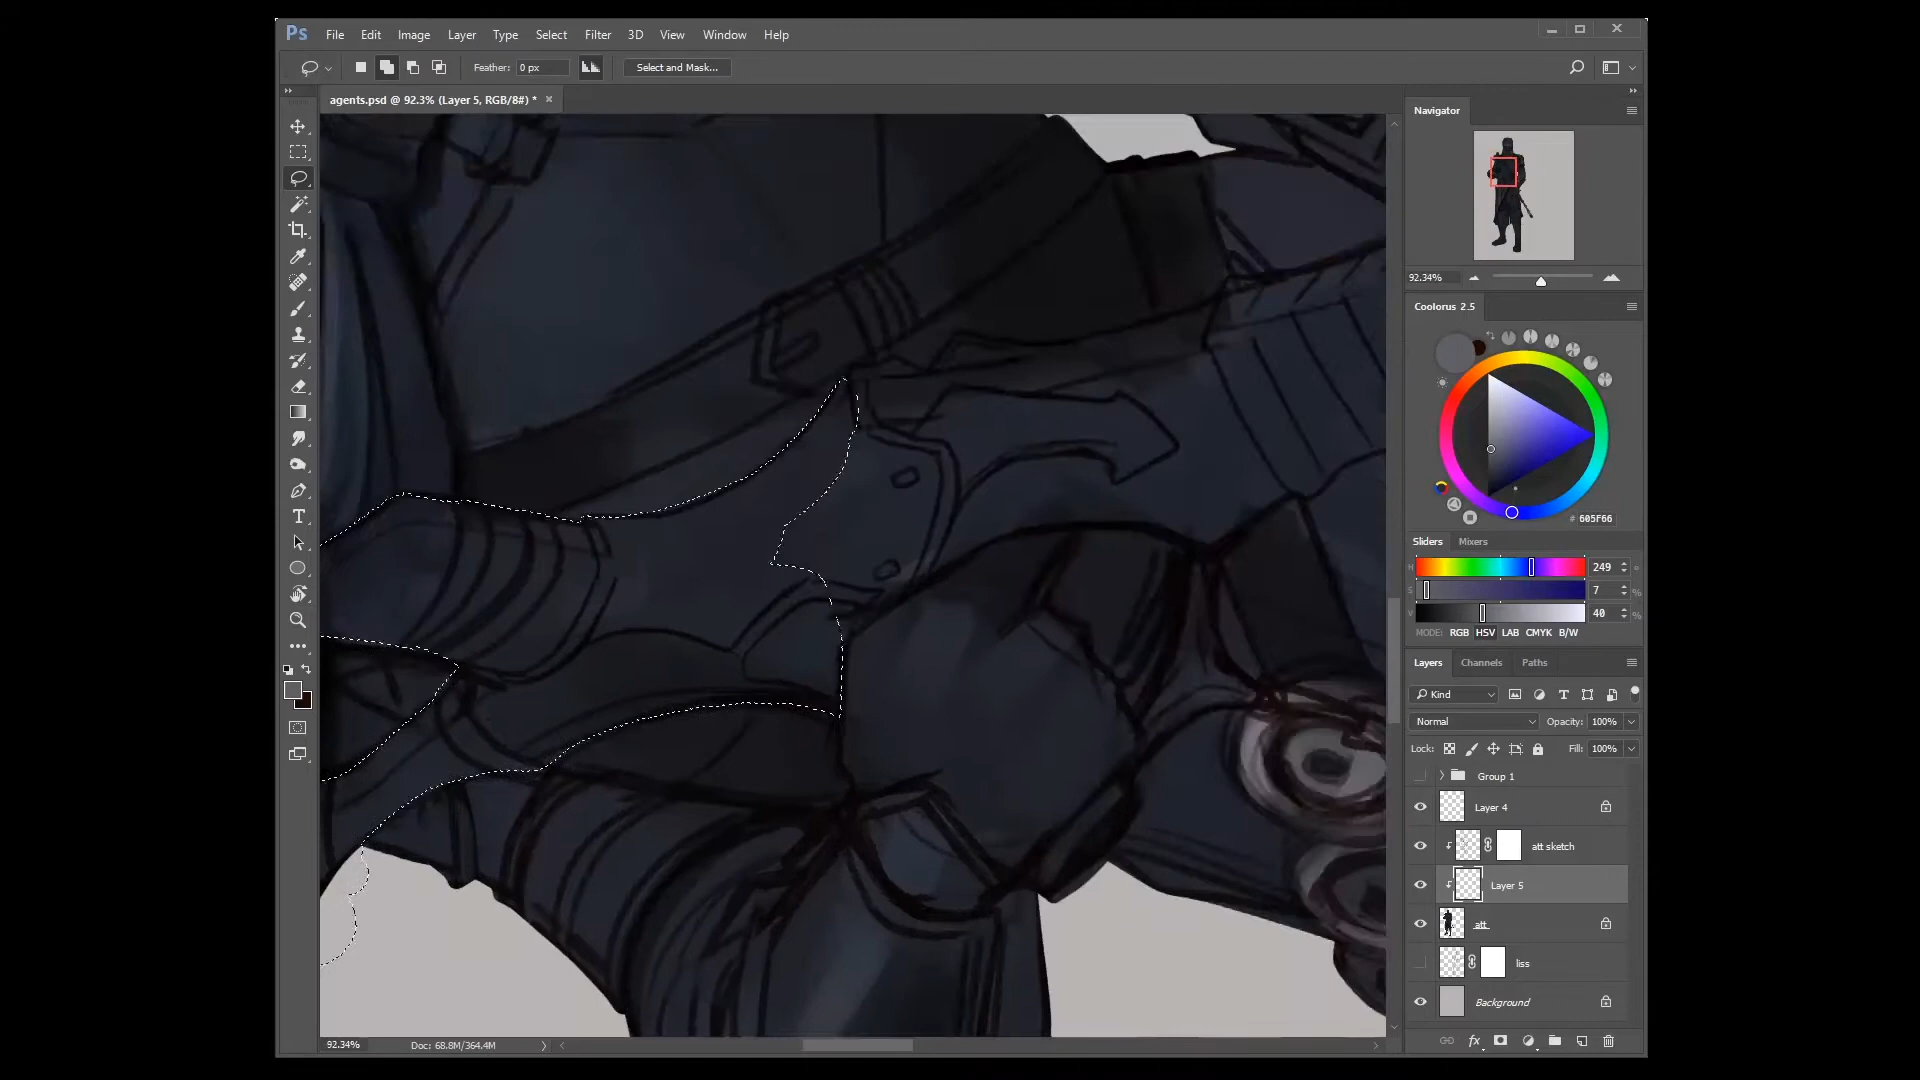 Ps File Edit Image Layer Type Select Filter 3D View Window Help
Feather: 0 px Select and Mask...
agents.psd @ 92.3% (Layer 5, RGB/8#) *
Navigator
92.34%
Coolorus 2.5
# 605F66
Sliders Mixers
H 249 °
S 7 %
V 40 %
MODE: RGB HSV LAB CMYK B/W
Layers Channels Paths
Kind
Normal Opacity: 100%
Lock: Fill: 100%
Group 1
Layer 4
att sketch
Layer 5
att
liss
Background
fx
92.34% Doc: 68.8M/364.4M